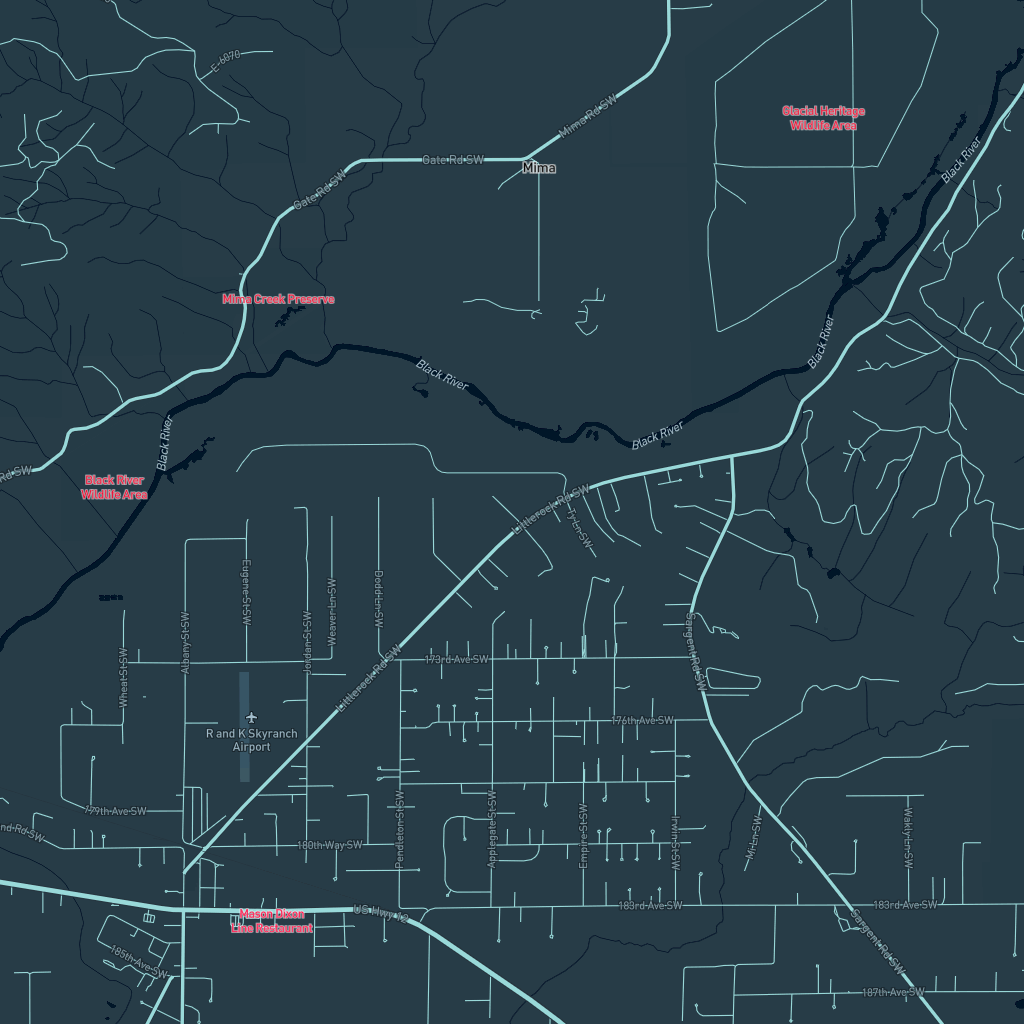 E-6070
Mima Rd SW
Glacial Heritage
Wildlife Area
Gate Rd SW
Mima
Black River
Gate Rd SW
Mima Creek Preserve
Black River
Black River
Black River
Black River
Rd SW
Black River
Wildlife Area
Littlerock Rd SW
Ty Ln SW
Eugene St SW
Dodd Ln SW
Weaver Ln SW
Albany St SW
Jordan St SW
Wheat St SW
Sargent Rd SW
173rd Ave SW
Littlerock Rd SW
176th Ave SW
R and K Skyranch
Airport
179th Ave SW
nd Rd SW
Pendleton St SW
Applegate St SW
Empire St SW
Irwin St SW
Mi Ln SW
Waklyi Ln SW
180th Way SW
183rd Ave SW
183rd Ave SW
Mason Dixon
Line Restaurant
US Hwy 12
Sargent Rd SW
185th Ave SW
187th Ave SW